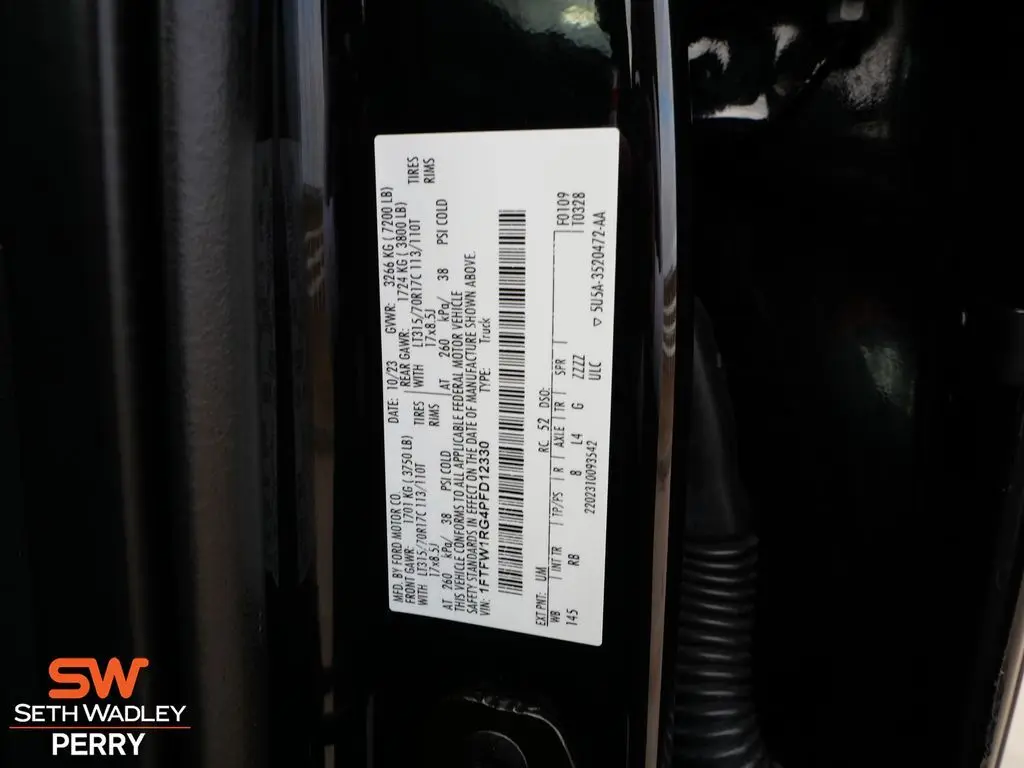 MFD. BY FORD MOTOR CO.
DATE: 10/23 GVWR: 3266 KG ( 7200 LB)
FRONT GAWR: 1701 KG ( 3750 LB) REAR GAWR: 1724 KG ( 3800 LB)
WITH LT315/70R17C 113/110T TIRES WITH LT315/70R17C 113/110T TIRES
17x8.5J RIMS 17x8.5J RIMS
AT 260 kPa/ 38 PSI COLD AT 260 kPa/ 38 PSI COLD
THIS VEHICLE CONFORMS TO ALL APPLICABLE FEDERAL MOTOR VEHICLE
SAFETY STANDARDS IN EFFECT ON THE DATE OF MANUFACTURE SHOWN ABOVE.
VIN: 1FTFW1RG4PFD12330 TYPE: Truck
EXT PNT: UM RC: 52 DSO:
WB INT TR TP/PS R AXLE TR SPR F0109
145 RB 8 L4 G ZZZZ T0328
2202310093542 ULC ▽ 5U5A-3520472-AA
SW
SETH WADLEY
PERRY